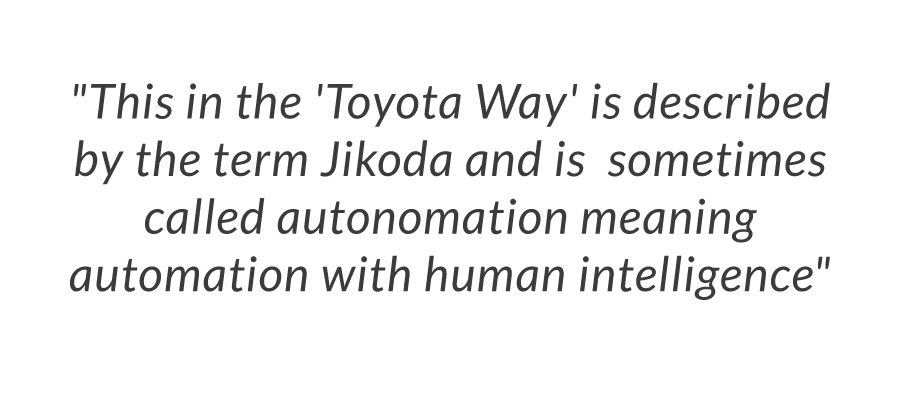 "This in the 'Toyota Way' is described
by the term Jikoda and is  sometimes
called autonomation meaning
automation with human intelligence"